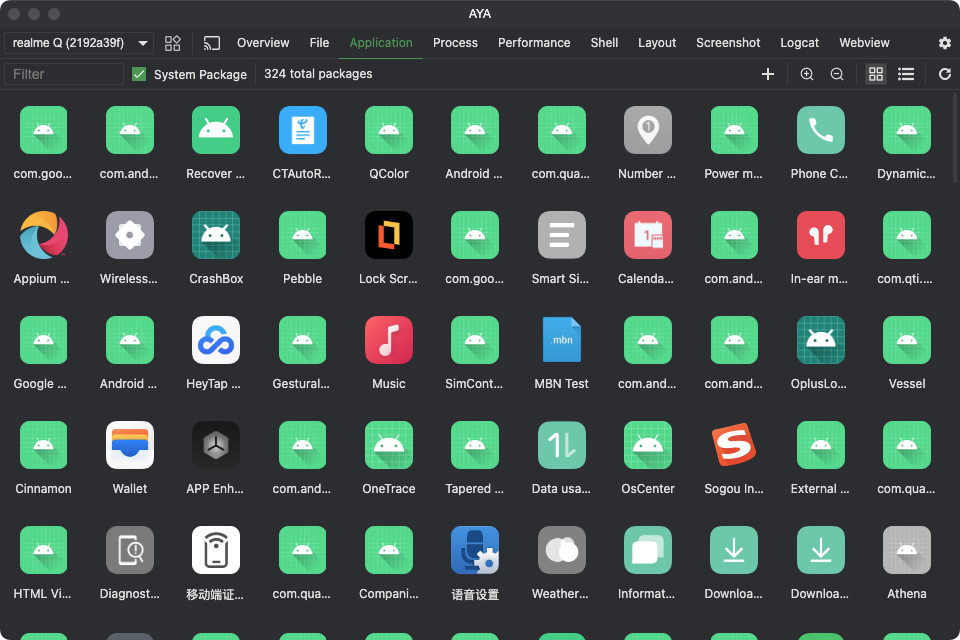 AYA
realme Q (2192a39f) Overview File Application Process Performance Shell Layout Screenshot Logcat Webview
Filter System Package 324 total packages
1
com.goo... com.and... Recover ... CTAutoR... QColor Android ... com.qua... Number ... Power m... Phone C... Dynamic...
1
Appium ... Wireless... CrashBox Pebble Lock Scr... com.goo... Smart Si... Calenda... com.and... In-ear m... com.qti....
.mbn
Google ... Android ... HeyTap ... Gestural... Music SimCont... MBN Test com.and... com.and... OplusLo... Vessel
S
Cinnamon Wallet APP Enh... com.and... OneTrace Tapered ... Data usa... OsCenter Sogou In... External ... com.qua...
HTML Vi... Diagnost... 移动端证... com.qua... Compani... 语音设置 Weather... Informat... Downloa... Downloa... Athena